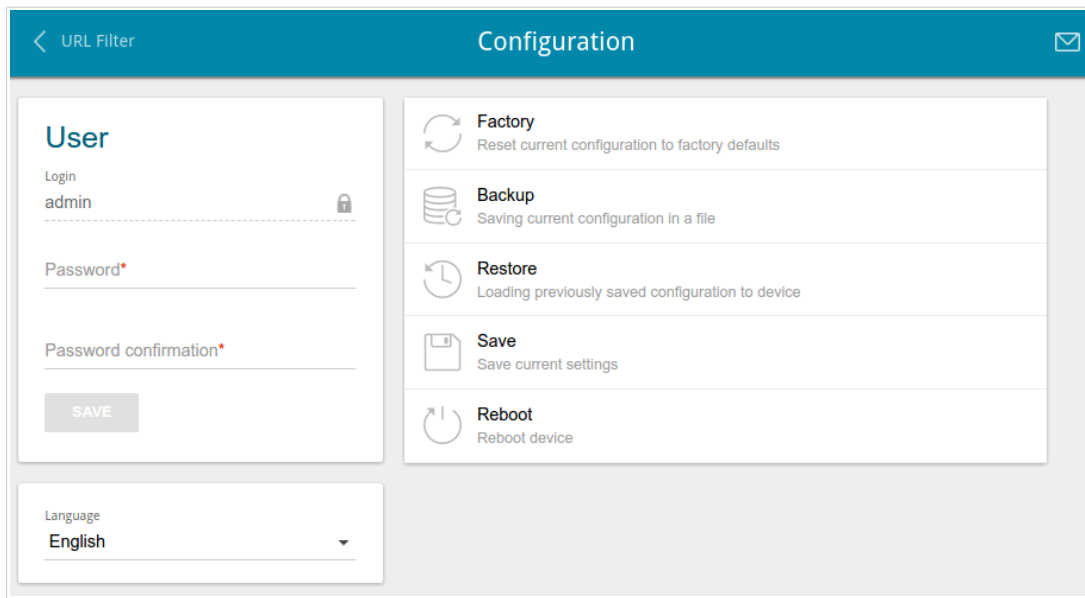 URL Filter
Configuration
User
Login
admin
Password*
Password confirmation*
SAVE
Language
English
Factory
Reset current configuration to factory defaults
Backup
Saving current configuration in a file
Restore
Loading previously saved configuration to device
Save
Save current settings
Reboot
Reboot device